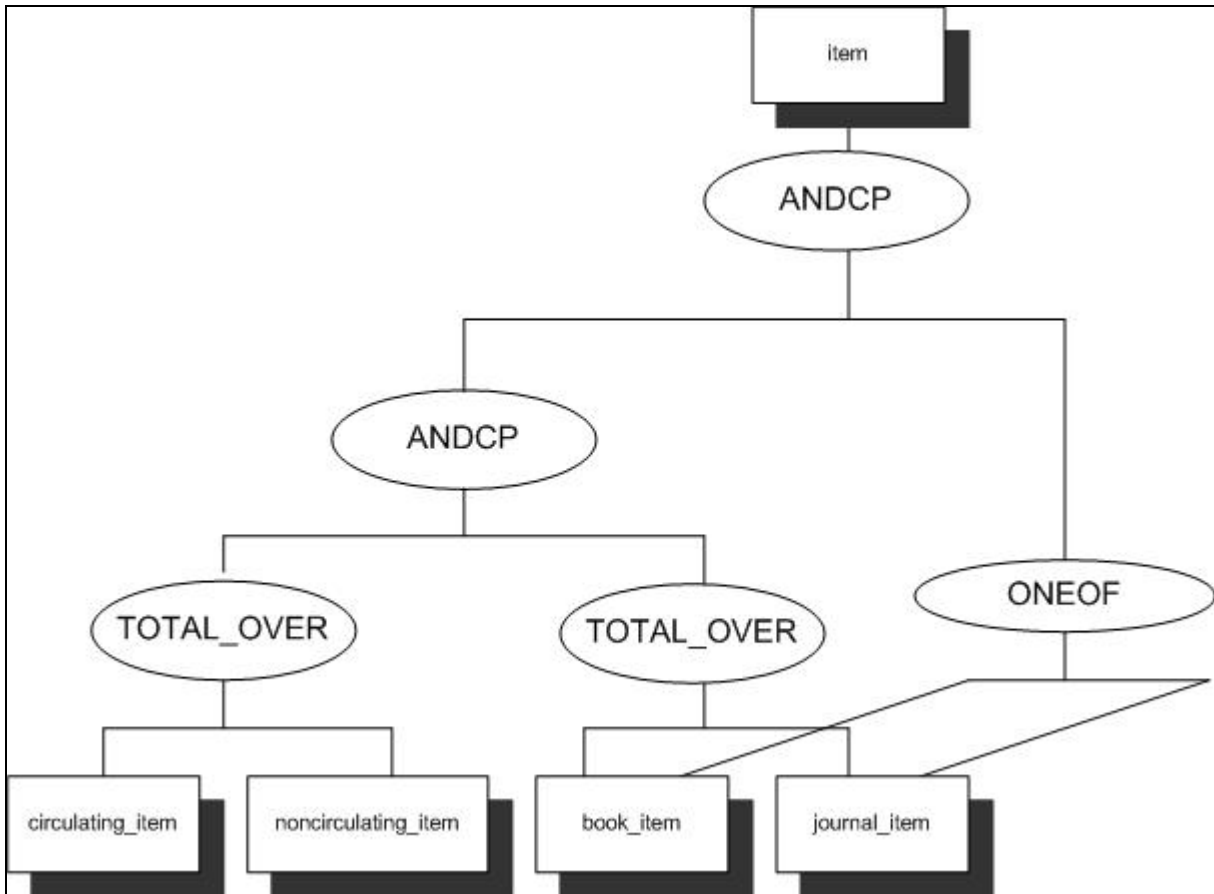 item
ANDCP
ANDCP
ONEOF
TOTAL_OVER
TOTAL_OVER
circulating_item
noncirculating_item
book_item
journal_item